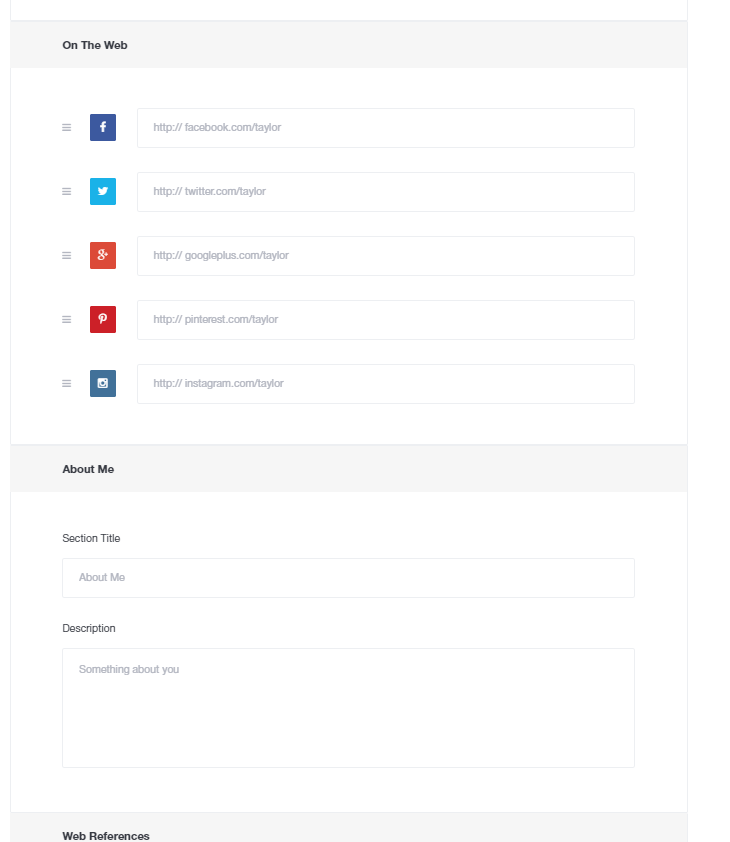 On The Web
http:// facebook.com/taylor
http:// twitter.com/taylor
http:// googleplus.com/taylor
http:// pinterest.com/taylor
http:// instagram.com/taylor
About Me
Section Title
About Me
Description
Something about you
Web References